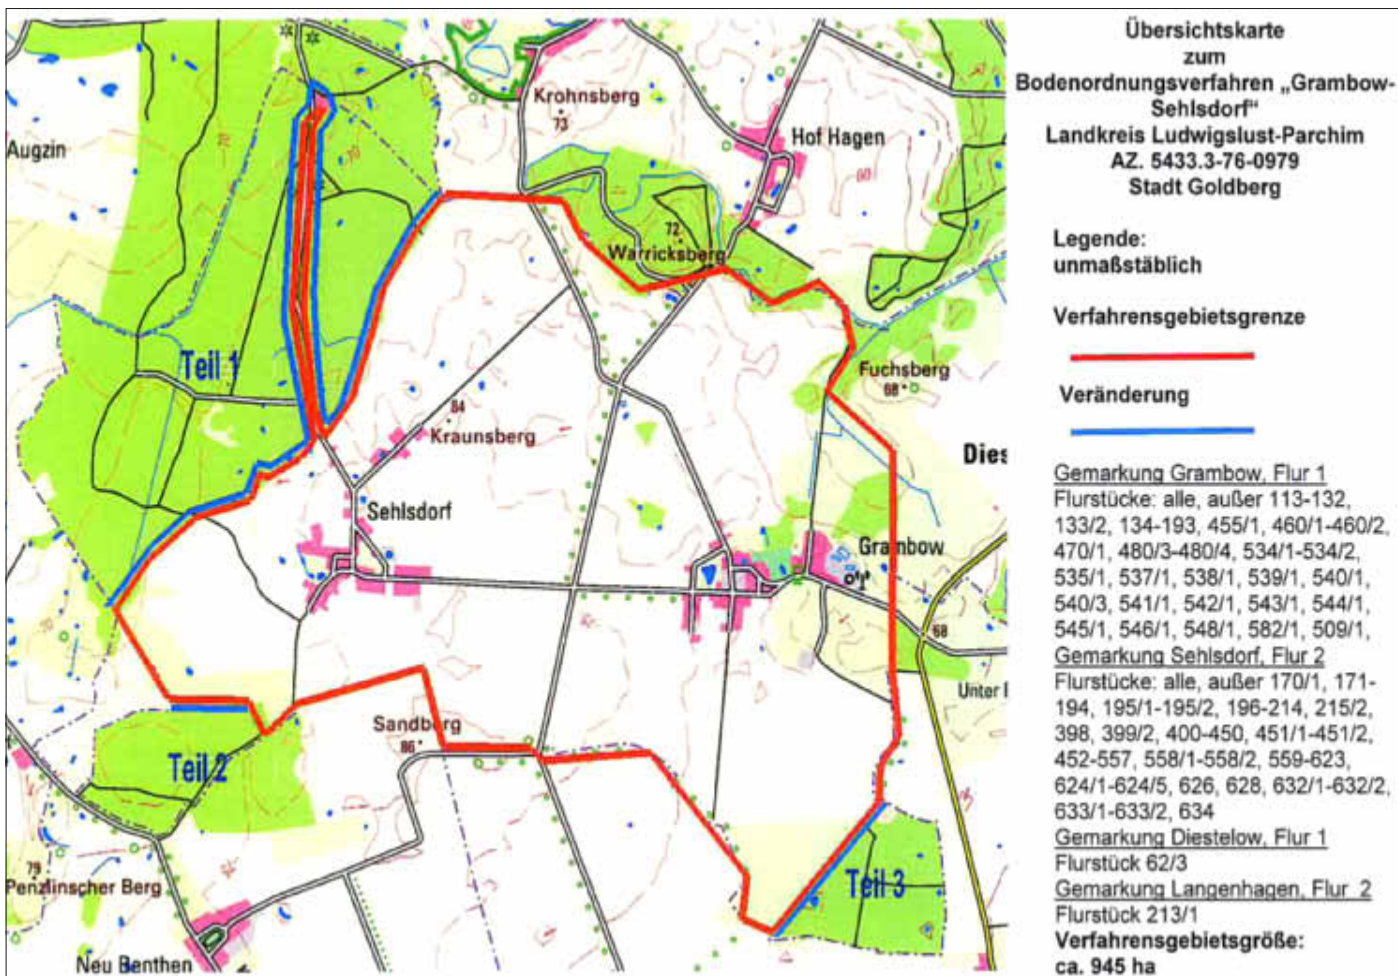 Übersichtskarte
zum
Bodenordnungsverfahren „Grambow-
Sehlsdorf“
Landkreis Ludwigslust-Parchim
AZ. 5433.3-76-0979
Stadt Goldberg
Legende:
unmaßstäblich
Verfahrensgebietsgrenze
Veränderung
Gemarkung Grambow, Flur 1
Flurstücke: alle, außer 113-132,
133/2, 134-193, 455/1, 460/1-460/2,
470/1, 480/3-480/4, 534/1-534/2,
535/1, 537/1, 538/1, 539/1, 540/1,
540/3, 541/1, 542/1, 543/1, 544/1,
545/1, 546/1, 548/1, 582/1, 509/1,
Gemarkung Sehlsdorf, Flur 2
Flurstücke: alle, außer 170/1, 171-
194, 195/1-195/2, 196-214, 215/2,
398, 399/2, 400-450, 451/1-451/2,
452-557, 558/1-558/2, 559-623,
624/1-624/5, 626, 628, 632/1-632/2,
633/1-633/2, 634
Gemarkung Diestelow, Flur 1
Flurstück 62/3
Gemarkung Langenhagen, Flur 2
Flurstück 213/1
Verfahrensgebietsgröße:
ca. 945 ha
Krohnsberg
73
Hof Hagen
Augzin
70
70
60
72
Warricksberg
Teil 1
Fuchsberg
68
84
Kraunsberg
Dies
Sehlsdorf
Grambow
68
70
Unter
Sandberg
86
Teil 2
Teil 3
79
Penzlinscher Berg
Neu Benthen